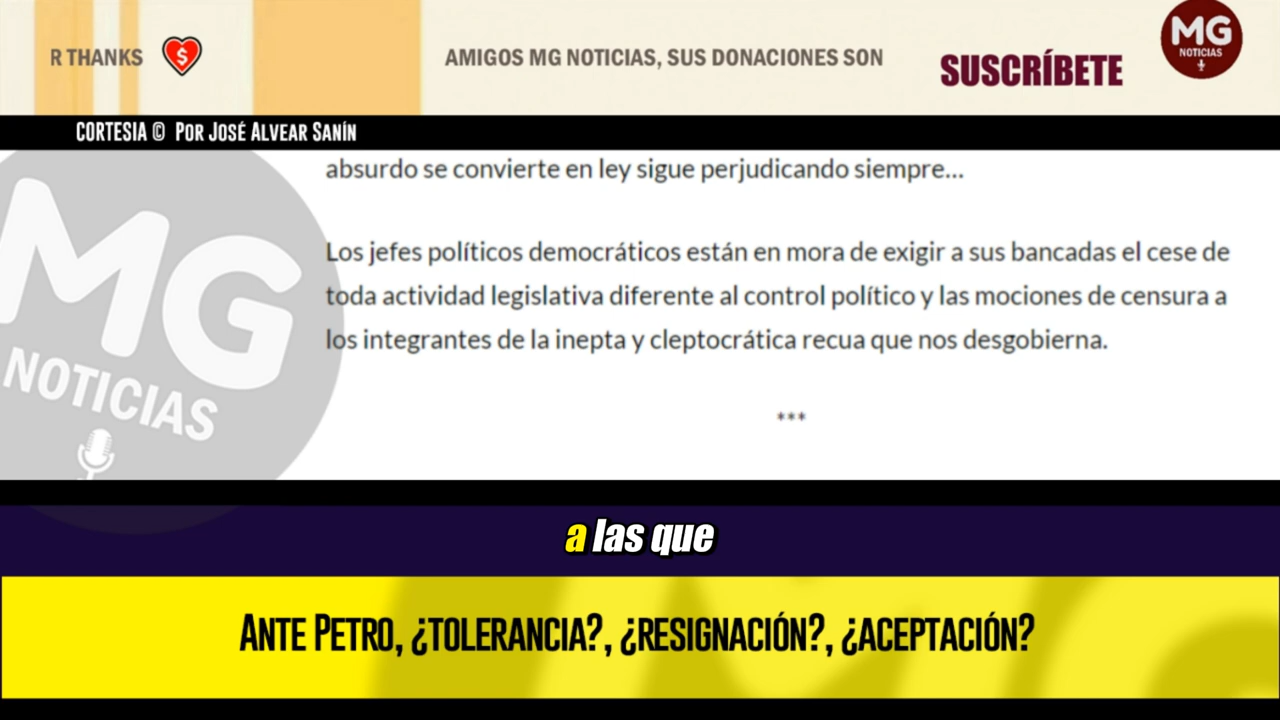 R THANKS
$
AMIGOS MG NOTICIAS, SUS DONACIONES SON
SUSCRÍBETE
MG
NOTICIAS
CORTESIA © Por José Alvear Sanín
absurdo se convierte en ley sigue perjudicando siempre...
Los jefes políticos democráticos están en mora de exigir a sus bancadas el cese de
toda actividad legislativa diferente al control político y las mociones de censura a
los integrantes de la inepta y cleptocrática recua que nos desgobierna.
***
MG
NOTICIAS
a las que
Ante Petro, ¿tolerancia?, ¿resignación?, ¿aceptación?